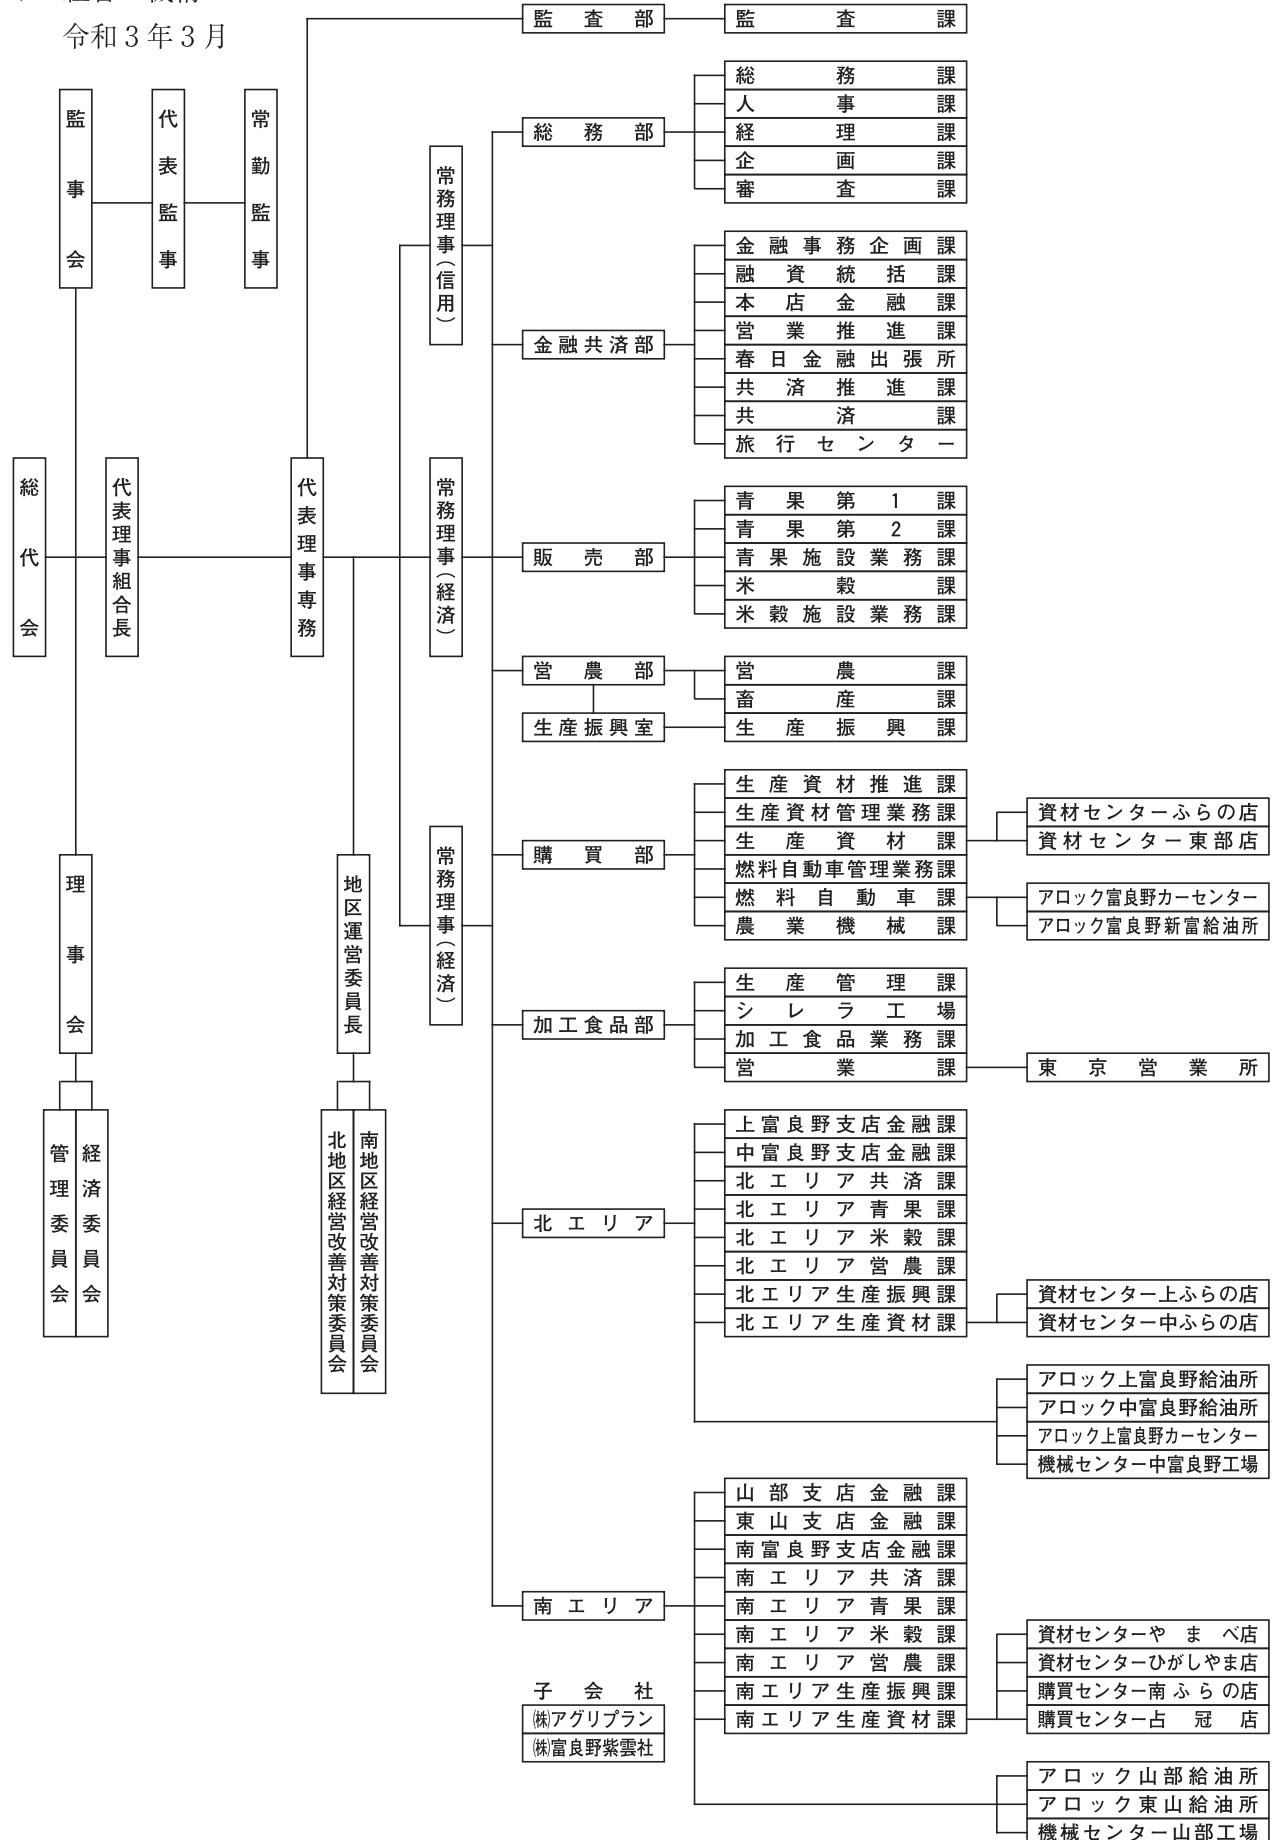 令和３年３月
監事会
代表監事
常勤監事
総代会
代表理事組合長
代表理事専務
常務理事（信用）
常務理事（経済）
常務理事（経済）
理事会
管理委員会
経済委員会
地区運営委員長
北地区経営改善対策委員会
南地区経営改善対策委員会
監査部
監査課
総務部
総務課
人事課
経理課
企画課
審査課
金融共済部
金融事務企画課
融資統括課
本店金融課
営業推進課
春日金融出張所
共済推進課
共済課
旅行センター
販売部
青果第１課
青果第２課
青果施設業務課
米穀課
米穀施設業務課
営農部
営農課
畜産課
生産振興室
生産振興課
購買部
生産資材推進課
生産資材管理業務課
生産資材課
資材センターふらの店
資材センター東部店
燃料自動車管理業務課
燃料自動車課
アロック富良野カーセンター
アロック富良野新富給油所
農業機械課
加工食品部
生産管理課
シレラ工場
加工食品業務課
営業課
東京営業所
北エリア
上富良野支店金融課
中富良野支店金融課
北エリア共済課
北エリア青果課
北エリア米穀課
北エリア営農課
北エリア生産振興課
北エリア生産資材課
資材センター上ふらの店
資材センター中ふらの店
アロック上富良野給油所
アロック中富良野給油所
アロック上富良野カーセンター
機械センター中富良野工場
南エリア
山部支店金融課
東山支店金融課
南富良野支店金融課
南エリア共済課
南エリア青果課
南エリア米穀課
南エリア営農課
南エリア生産振興課
南エリア生産資材課
資材センターやまべ店
資材センターひがしやま店
購買センター南ふらの店
購買センター占冠店
アロック山部給油所
アロック東山給油所
機械センター山部工場
子会社
㈱アグリプラン
㈱富良野紫雲社